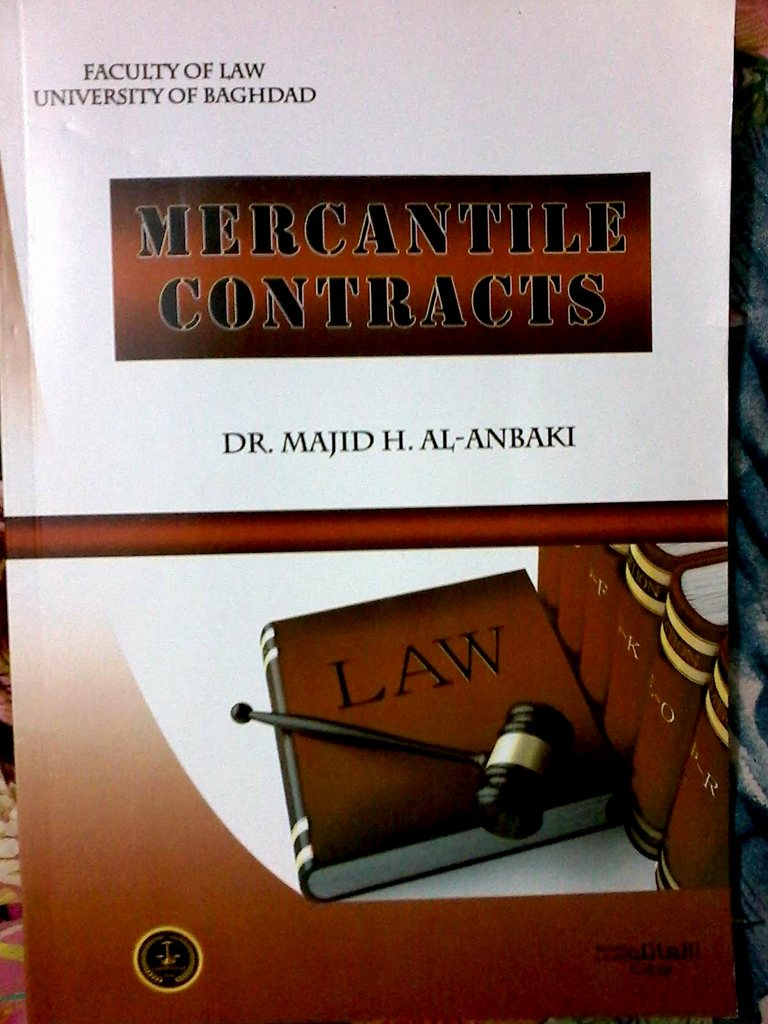 FACULTY OF LAW
UNIVERSITY OF BAGHDAD
MERCANTILE
CONTRACTS
DR. MAJID H. AL-ANBAKI
LAW